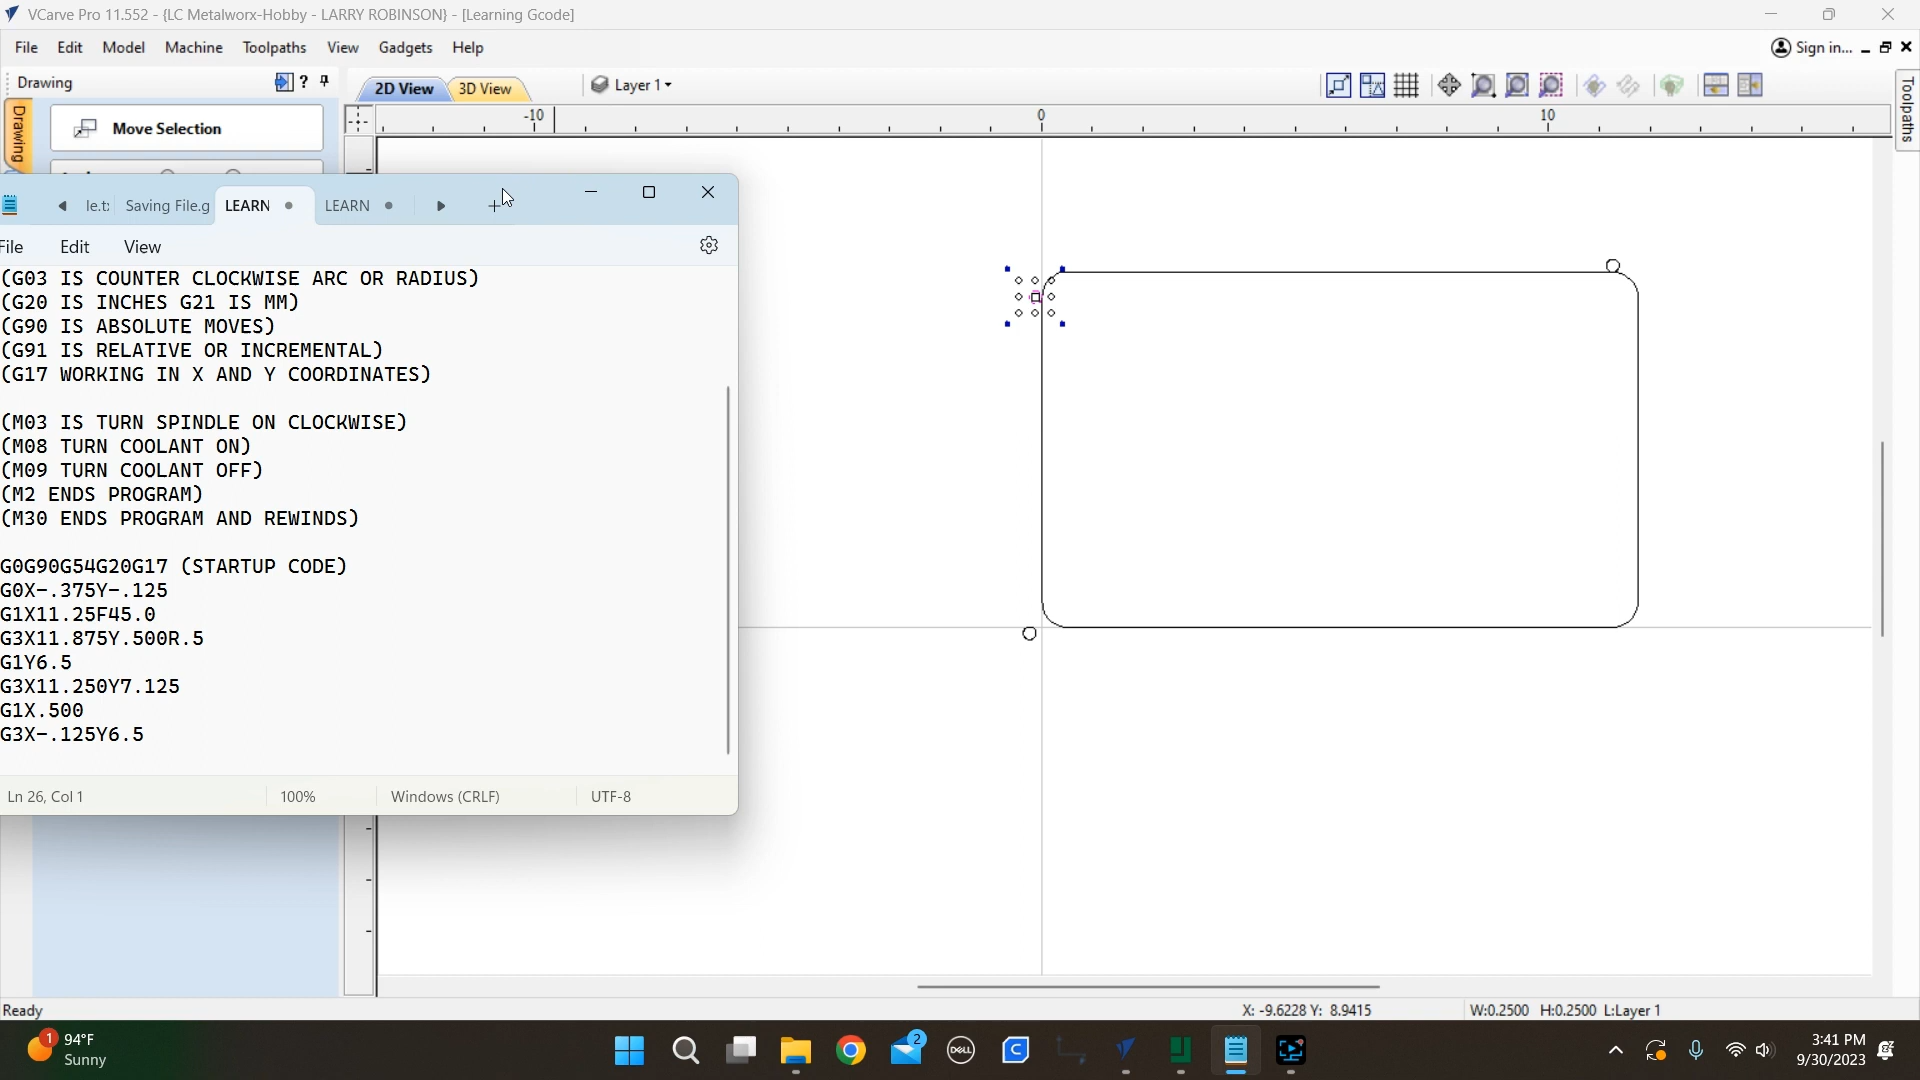 VCarve Pro 11.552 - {LC Metalworx-Hobby - LARRY ROBINSON} - [Learning Gcode]
File Edit Model Machine Toolpaths View Gadgets Help
Sign in...
Drawing
2D View 3D View
Layer 1
Toolpaths
Drawing
Move Selection
-10 0 10
le.t: Saving File.g LEARN LEARN
File Edit View
(G03 IS COUNTER CLOCKWISE ARC OR RADIUS)
(G20 IS INCHES G21 IS MM)
(G90 IS ABSOLUTE MOVES)
(G91 IS RELATIVE OR INCREMENTAL)
(G17 WORKING IN X AND Y COORDINATES)
(M03 IS TURN SPINDLE ON CLOCKWISE)
(M08 TURN COOLANT ON)
(M09 TURN COOLANT OFF)
(M2 ENDS PROGRAM)
(M30 ENDS PROGRAM AND REWINDS)
G0G90G54G20G17 (STARTUP CODE)
G0X-.375Y-.125
G1X11.25F45.0
G3X11.875Y.500R.5
G1Y6.5
G3X11.250Y7.125
G1X.500
G3X-.125Y6.5
Ln 26, Col 1 100% Windows (CRLF) UTF-8
Ready
X: -9.6228 Y: 8.9415
W:0.2500 H:0.2500 L:Layer 1
1
94°F
Sunny
2
DELL
3:41 PM
9/30/2023